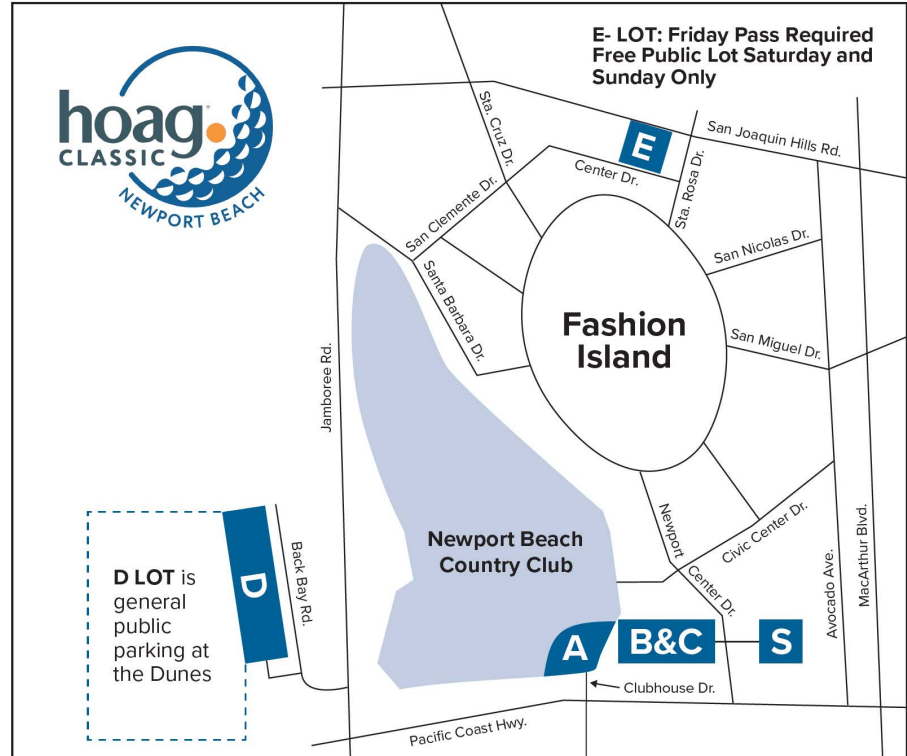 hoag.
CLASSIC
NEWPORT BEACH
E- LOT: Friday Pass Required
Free Public Lot Saturday and
Sunday Only
Sta. Cruz Dr.
E
San Joaquin Hills Rd.
Center Dr.
Sta. Rosa Dr.
San Clemente Dr.
San Nicolas Dr.
Santa Barbara Dr.
Fashion
Island
San Miguel Dr.
Jamboree Rd.
Newport
Center Dr.
Civic Center Dr.
Avocado Ave.
MacArthur Blvd.
Newport Beach
Country Club
D LOT is
general
public
parking at
the Dunes
D
Back Bay Rd.
A
B&C
S
Clubhouse Dr.
Pacific Coast Hwy.